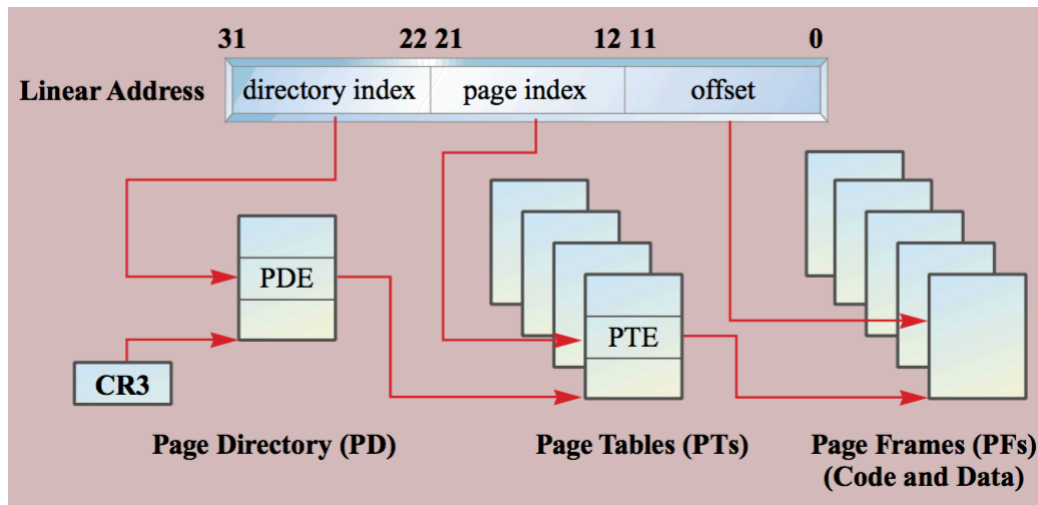 31 22 21 12 11 0
Linear Address directory index page index offset
PDE
PTE
CR3
Page Directory (PD) Page Tables (PTs) Page Frames (PFs)
(Code and Data)